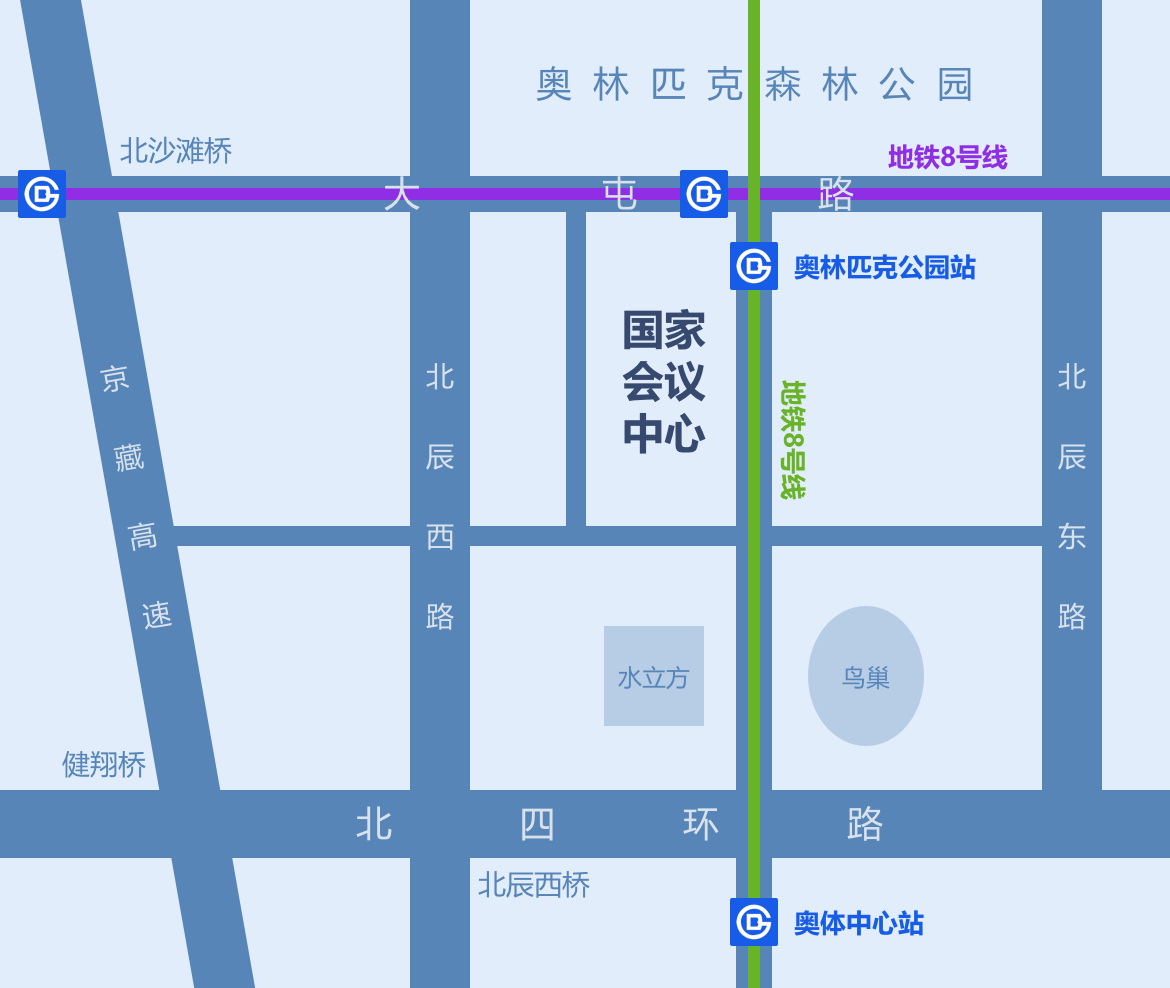 奥林匹克森林公园
北沙滩桥
地铁8号线
大屯路
奥林匹克公园站
国家
会议
中心
京藏高速
北辰西路
地铁8号线
北辰东路
水立方
鸟巢
健翔桥
北四环路
北辰西桥
奥体中心站